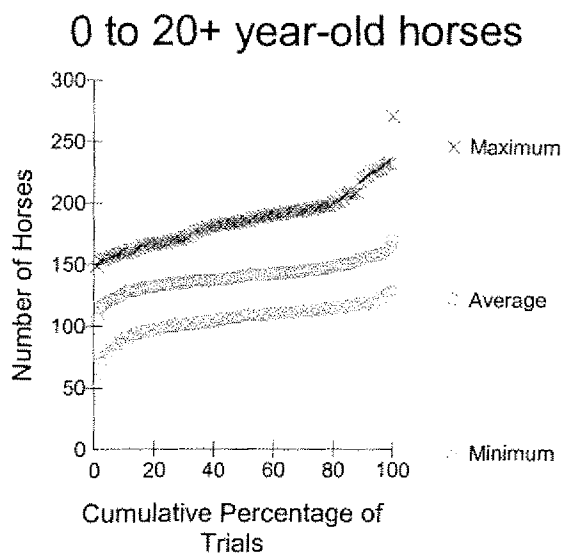 0 to 20+ year-old horses
300
250
200
150
100
50
0
Number of Horses
0 20 40 60 80 100
Cumulative Percentage of
Trials
Maximum
Average
Minimum